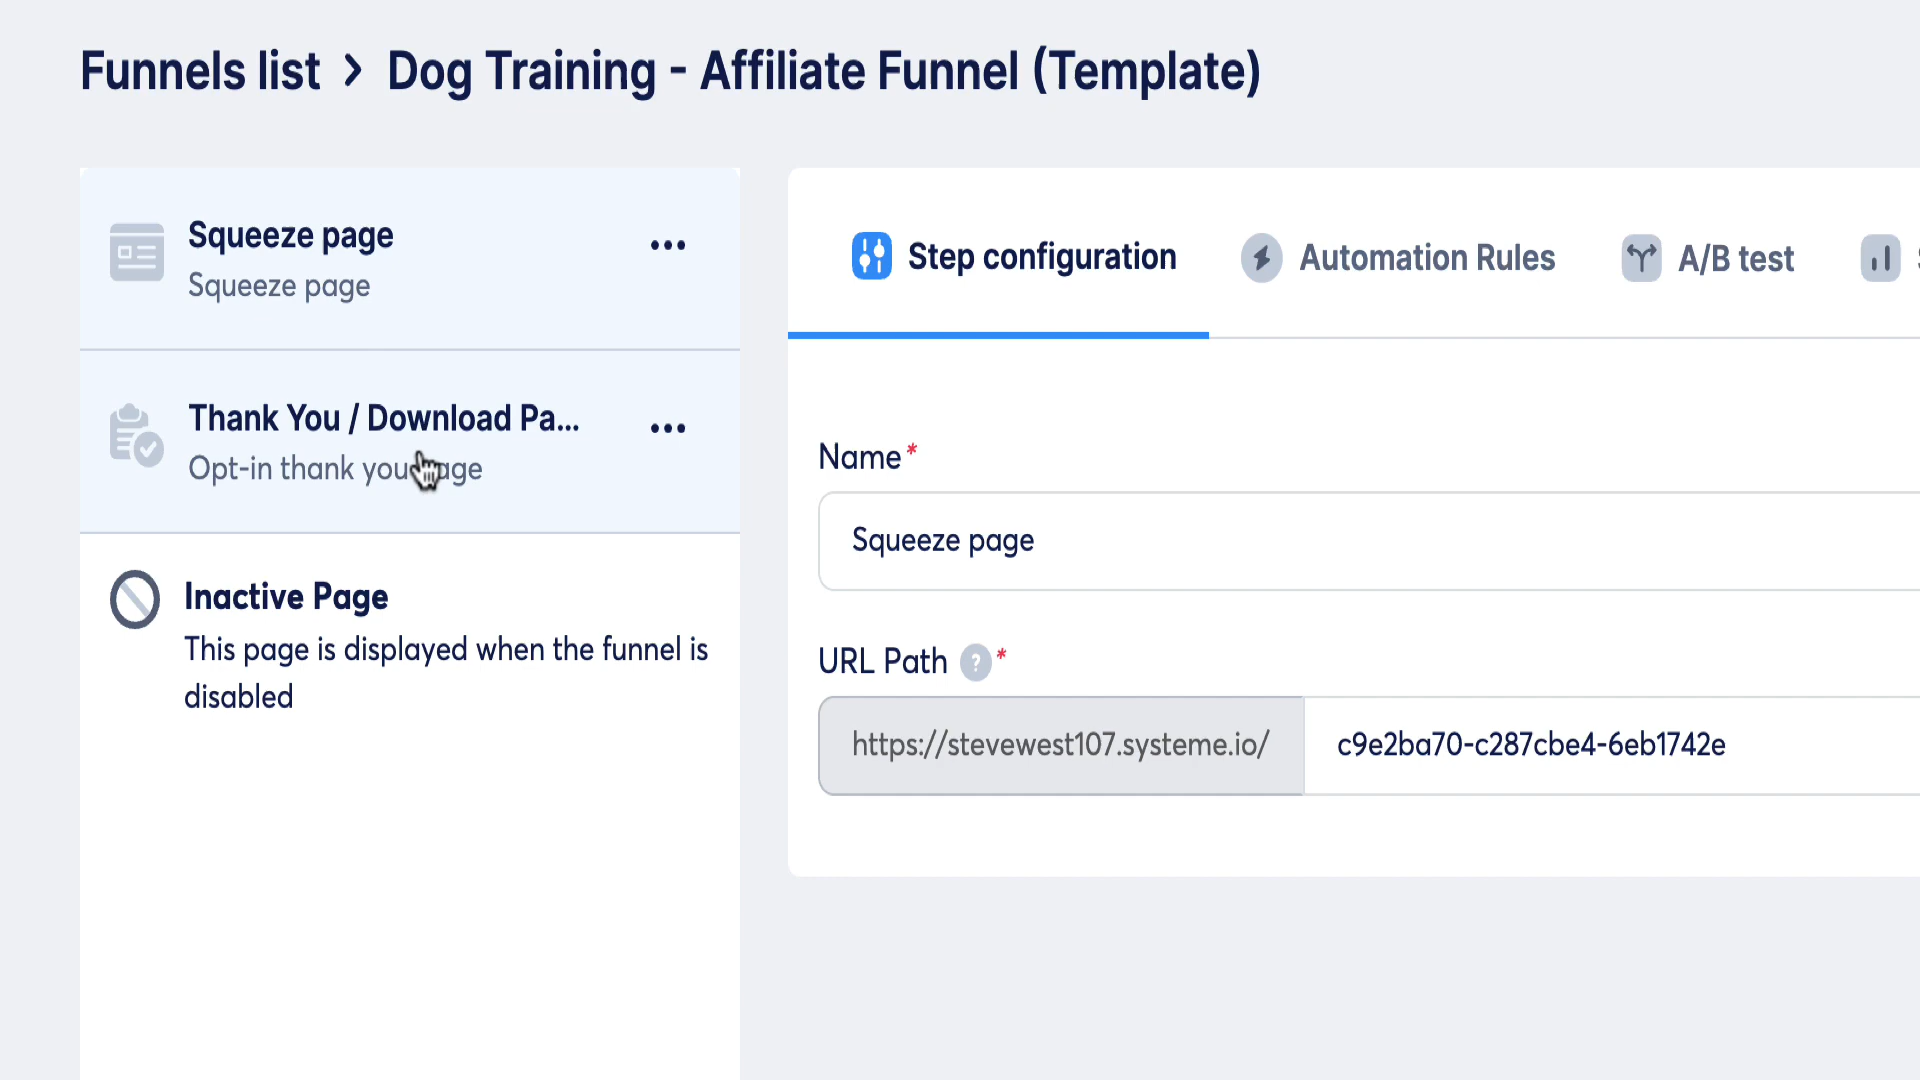 Funnels list > Dog Training - Affiliate Funnel (Template)
Squeeze page
Squeeze page
Thank You / Download Pa...
Opt-in thank you page
Inactive Page
This page is displayed when the funnel is
disabled
Step configuration
Automation Rules
A/B test
Name*
Squeeze page
URL Path ? *
https://stevewest107.systeme.io/
c9e2ba70-c287cbe4-6eb1742e